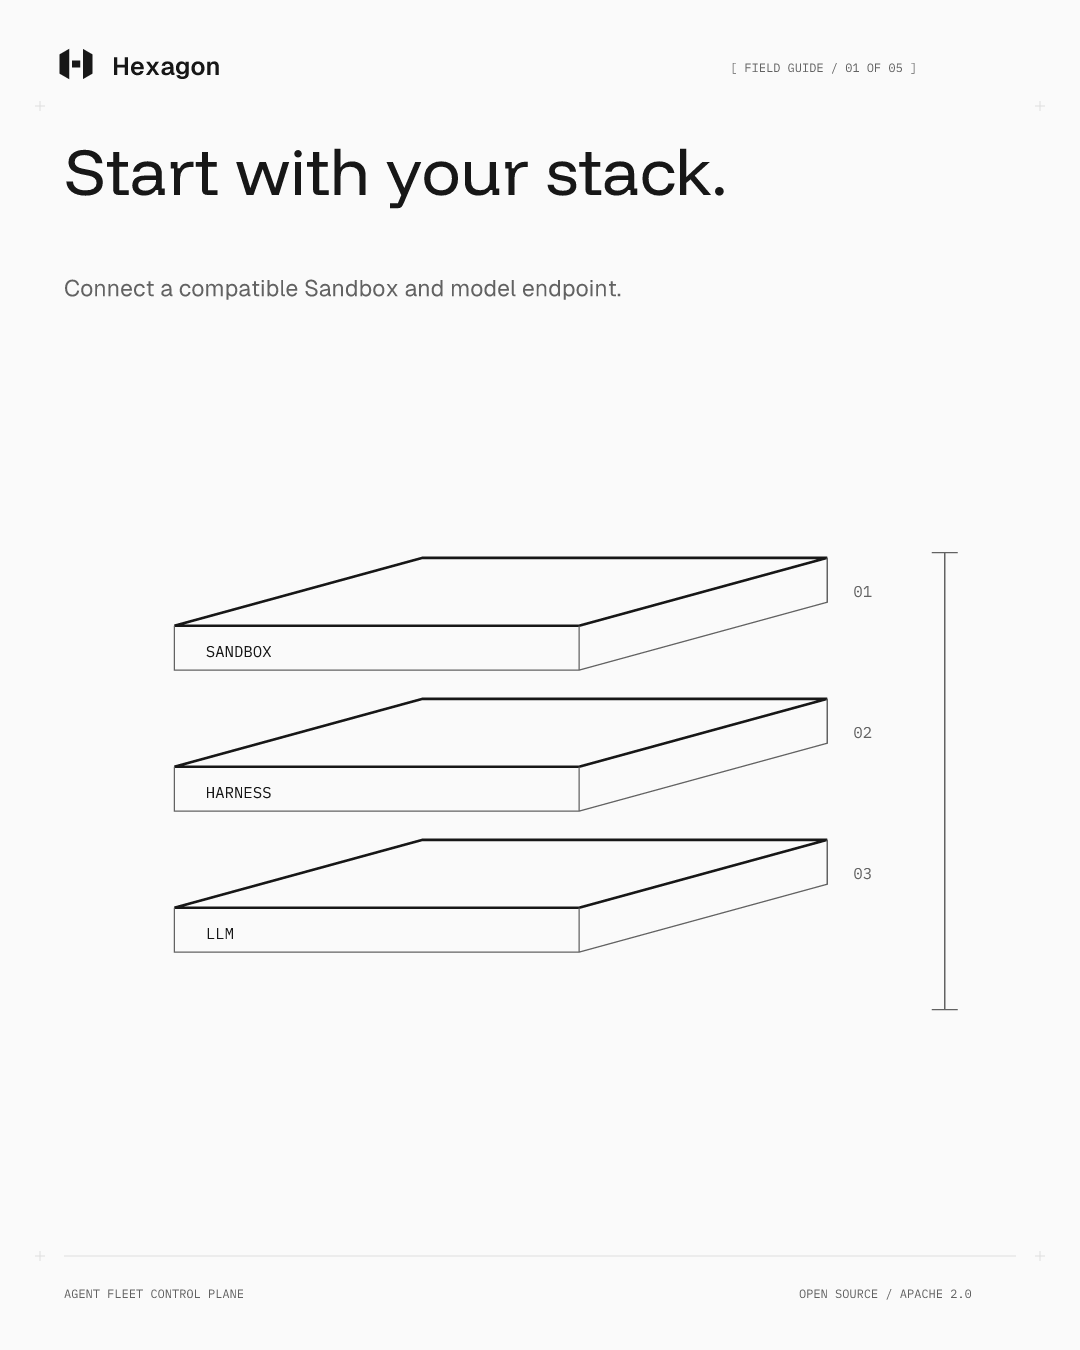 Hexagon
[ FIELD GUIDE / 01 OF 05 ]
Start with your stack.
Connect a compatible Sandbox and model endpoint.
01
SANDBOX
02
HARNESS
03
LLM
AGENT FLEET CONTROL PLANE
OPEN SOURCE / APACHE 2.0